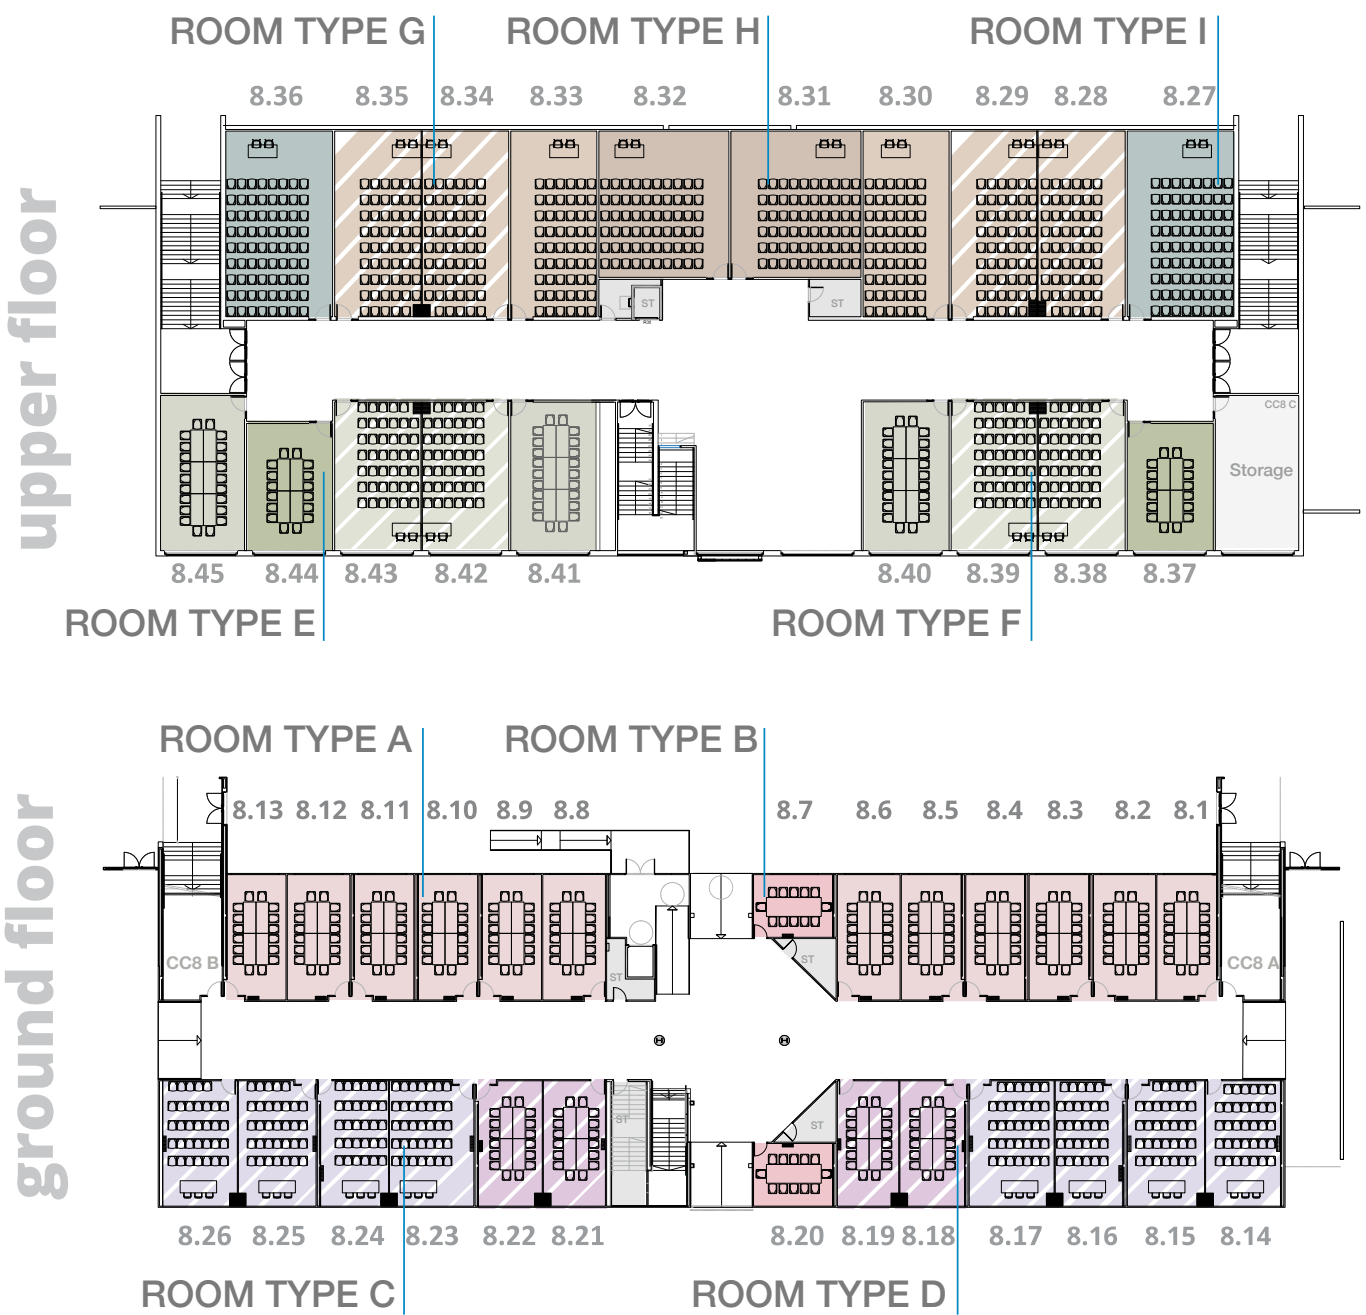 ROOM TYPE G ROOM TYPE H ROOM TYPE I
8.36 8.35 8.34 8.33 8.32 8.31 8.30 8.29 8.28 8.27
upper floor
ST ST
CC8 C
Storage
8.45 8.44 8.43 8.42 8.41 8.40 8.39 8.38 8.37
ROOM TYPE E ROOM TYPE F
ROOM TYPE A ROOM TYPE B
8.13 8.12 8.11 8.10 8.9 8.8 8.7 8.6 8.5 8.4 8.3 8.2 8.1
ground floor
CC8 B ST ST CC8 A
ST ST
8.26 8.25 8.24 8.23 8.22 8.21 8.20 8.19 8.18 8.17 8.16 8.15 8.14
ROOM TYPE C ROOM TYPE D